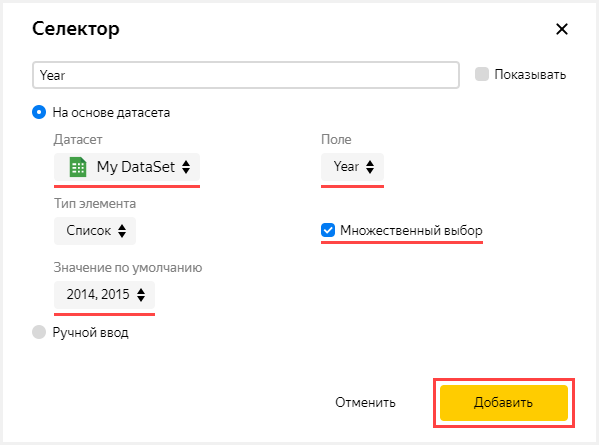 Селектор
Year
Показывать
На основе датасета
Датасет
Поле
My DataSet
Year
Тип элемента
Список
Множественный выбор
Значение по умолчанию
2014, 2015
Ручной ввод
Отменить
Добавить